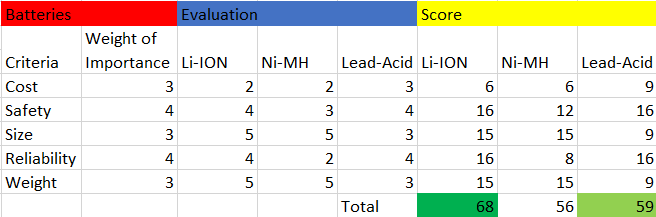 Batteries Evaluation Score
Weight of
Criteria Importance Li-ION Ni-MH Lead-Acid Li-ION Ni-MH Lead-Acid
Cost 3 2 2 3 6 6 9
Safety 4 4 3 4 16 12 16
Size 3 5 5 3 15 15 9
Reliability 4 4 2 4 16 8 16
Weight 3 5 5 3 15 15 9
Total 68 56 59